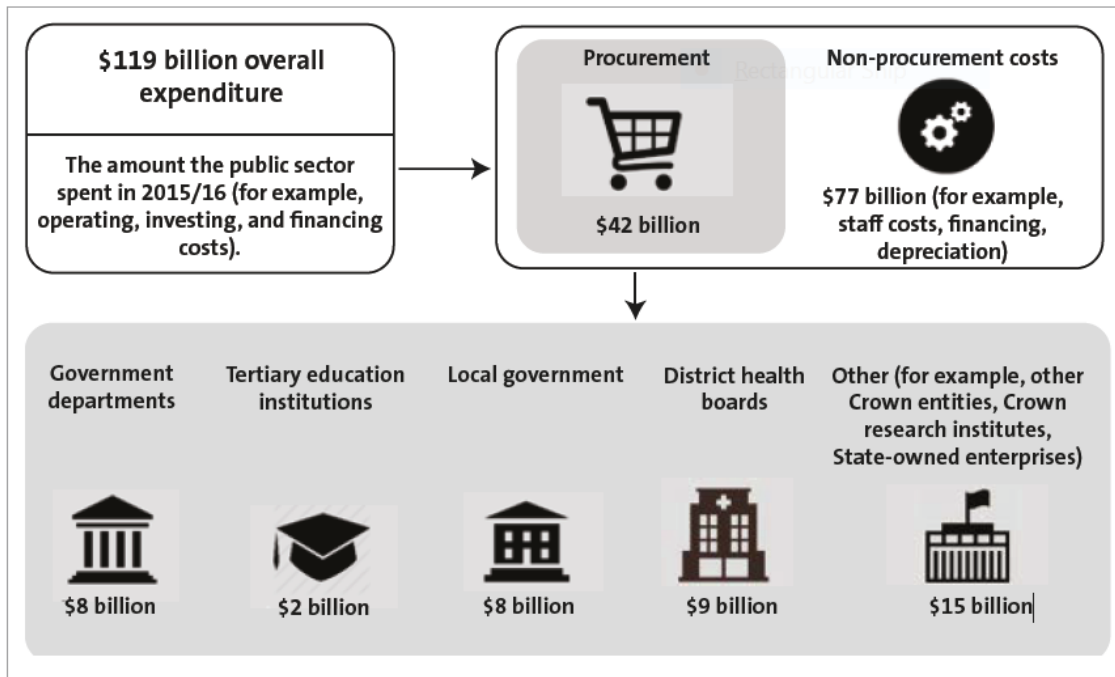 $119 billion overall
expenditure
The amount the public sector
spent in 2015/16 (for example,
operating, investing, and financing
costs).
Procurement
Rectangular Snip
$42 billion
Non-procurement costs
$77 billion (for example,
staff costs, financing,
depreciation)
Government
departments
$8 billion
Tertiary education
institutions
$2 billion
Local government
$8 billion
District health
boards
$9 billion
Other (for example, other
Crown entities, Crown
research institutes,
State-owned enterprises)
$15 billion